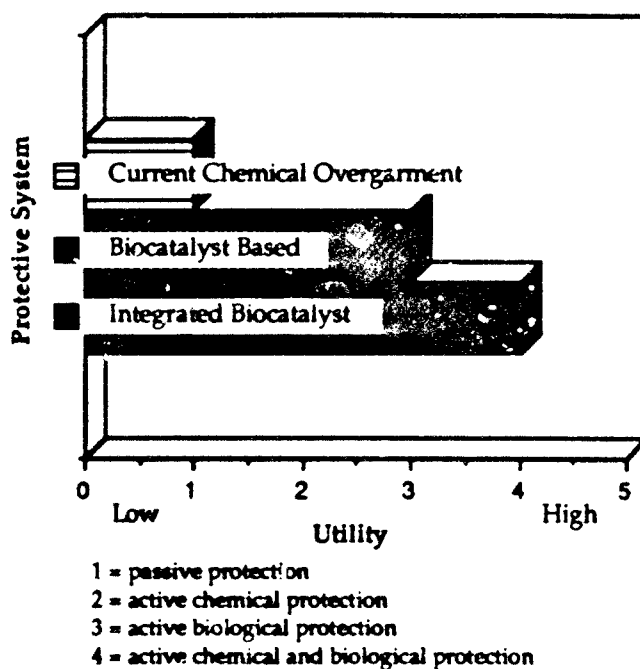 Protective System
Current Chemical Overgarment
Biocatalyst Based
Integrated Biocatalyst
0 1 2 3 4 5
Low High
Utility
1 = passive protection
2 = active chemical protection
3 = active biological protection
4 = active chemical and biological protection